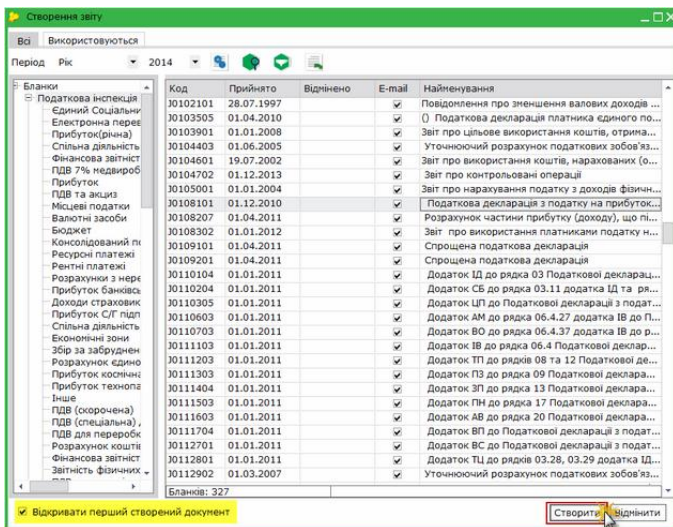 Створення звіту
Всі Використовуються
Період Рік 2014
Бланки
Податкова інспекція
Єдиний Соціальни
Електронна перев
Прибуток(річна)
Спільна діяльність
Фінансова звітніст
ПДВ 7% медвироб
Прибуток
ПДВ та акциз
Місцеві податки
Валютні засоби
Бюджет
Консолідований по
Ресурсні платежі
Рентні платежі
Розрахунки з нере
Прибуток банківсь
Доходи страховик
Прибуток С/Г підп
Спільна діяльність
Економічні зони
Збір за забруднен
Розрахунок єдино
Прибуток космічна
Прибуток технопа
Інше
ПДВ (скорочена)
ПДВ (спеціальна)
ПДВ для переробк
Розрахунок коштів
Фінансова звітніст
Звітність фізичних
Код Прийнято Відмінено E-mail Найменування
J0102101 28.07.1997 Повідомлення про зменшення валових доходів ...
J0103505 01.04.2010 () Податкова декларація платника єдиного по...
J0103901 01.01.2008 Звіт про цільове використання коштів, отрима...
J0104403 01.06.2005 Уточнюючий розрахунок податкових зобов'яз...
J0104601 19.07.2002 Звіт про використання коштів, нарахованих (о...
J0104702 01.12.2013 Звіт про контрольовані операції
J0105001 01.01.2004 Звіт про нарахування податку з доходів фізичн...
J0108101 01.12.2010 Податкова декларація з податку на прибуток...
J0108207 01.04.2011 Розрахунок частини прибутку (доходу), що пі...
J0108302 01.01.2012 Звіт про використання платниками податку н...
J0109101 01.04.2011 Спрощена податкова декларація
J0109201 01.04.2011 Спрощена податкова декларація
J0110104 01.01.2011 Додаток ІД до рядка 03 Податкової декларац...
J0110204 01.01.2011 Додаток СБ до рядка 03.11 додатка ІД та ря...
J0110305 01.01.2011 Додаток ЦП до Податкової декларації з подат...
J0110603 01.01.2011 Додаток АМ до рядка 06.4.27 додатка ІВ до П...
J0110703 01.01.2011 Додаток ВО до рядка 06.4.37 додатка ІВ до р...
J0111103 01.01.2011 Додаток ІВ до рядка 06.4 Податкової деклар...
J0111203 01.01.2011 Додаток ТП до рядків 08 та 12 Податкової де...
J0111303 01.01.2011 Додаток ПЗ до рядка 09 Податкової деклара...
J0111404 01.01.2011 Додаток ЗП до рядка 13 Податкової деклара...
J0111503 01.01.2011 Додаток ПН до рядка 17 Податкової деклара...
J0111603 01.01.2011 Додаток АВ до рядка 20 Податкової деклара...
J0111704 01.01.2011 Додаток ВП до Податкової декларації з подат...
J0112701 01.01.2011 Додаток ВС до Податкової декларації з подат...
J0112801 01.01.2011 Додаток ТЦ до рядків 03.28, 03.29 додатка ІД...
J0112902 01.03.2007 Уточнюючий розрахунок податкових зобов'яз...
Бланків: 327
Відкривати перший створений документ
Створити Відмінити